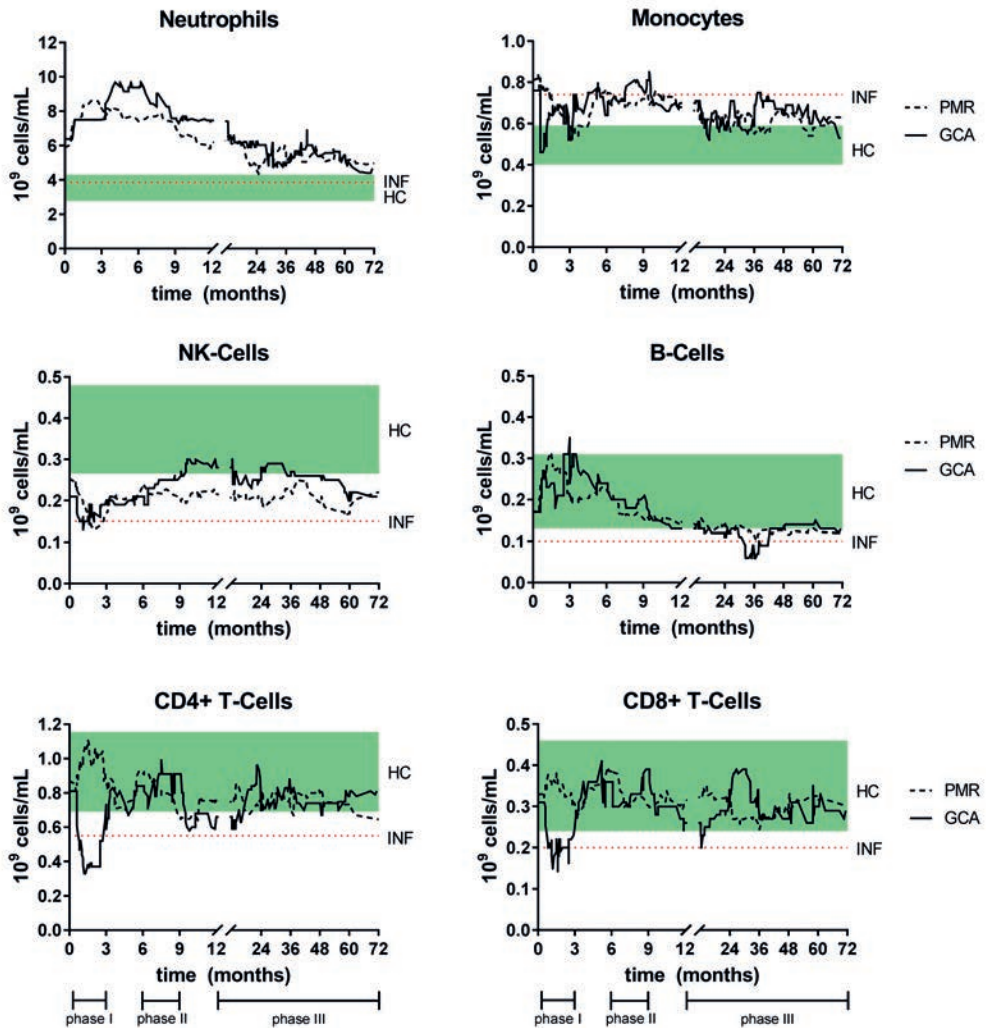 Neutrophils
12
10
8
6
4
2
0
10⁹ cells/mL
INF
HC
0 3 6 9 12 24 36 48 60 72
time (months)
Monocytes
1.0
0.8
0.6
0.4
0.2
0.0
10⁹ cells/mL
INF
HC
0 3 6 9 12 24 36 48 60 72
time (months)
PMR
GCA
NK-Cells
0.5
0.4
0.3
0.2
0.1
0.0
10⁹ cells/mL
HC
INF
0 3 6 9 12 24 36 48 60 72
time (months)
B-Cells
0.5
0.4
0.3
0.2
0.1
0.0
10⁹ cells/mL
HC
INF
0 3 6 9 12 24 36 48 60 72
time (months)
PMR
GCA
CD4+ T-Cells
1.2
1.0
0.8
0.6
0.4
0.2
0.0
10⁹ cells/mL
HC
INF
0 3 6 9 12 24 36 48 60 72
time (months)
phase I phase II phase III
CD8+ T-Cells
0.5
0.4
0.3
0.2
0.1
0.0
10⁹ cells/mL
HC
INF
0 3 6 9 12 24 36 48 60 72
time (months)
phase I phase II phase III
PMR
GCA